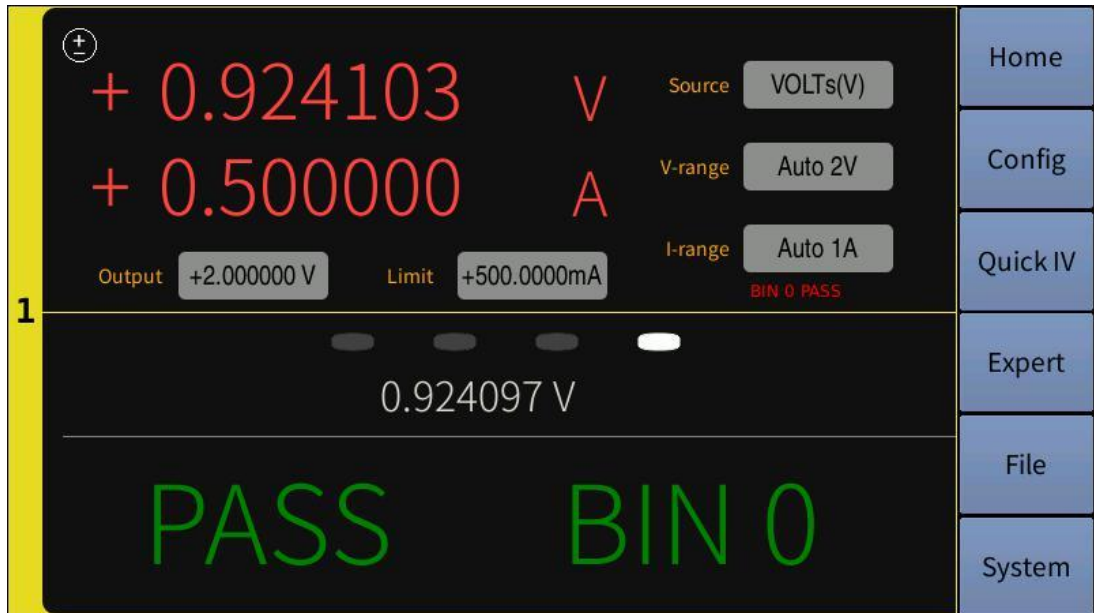 1
±
+ 0.924103 V
+ 0.500000 A
Source VOLTs(V)
V-range Auto 2V
I-range Auto 1A
BIN 0 PASS
Output +2.000000 V
Limit +500.0000mA
0.924097 V
PASS BIN 0
Home
Config
Quick IV
Expert
File
System